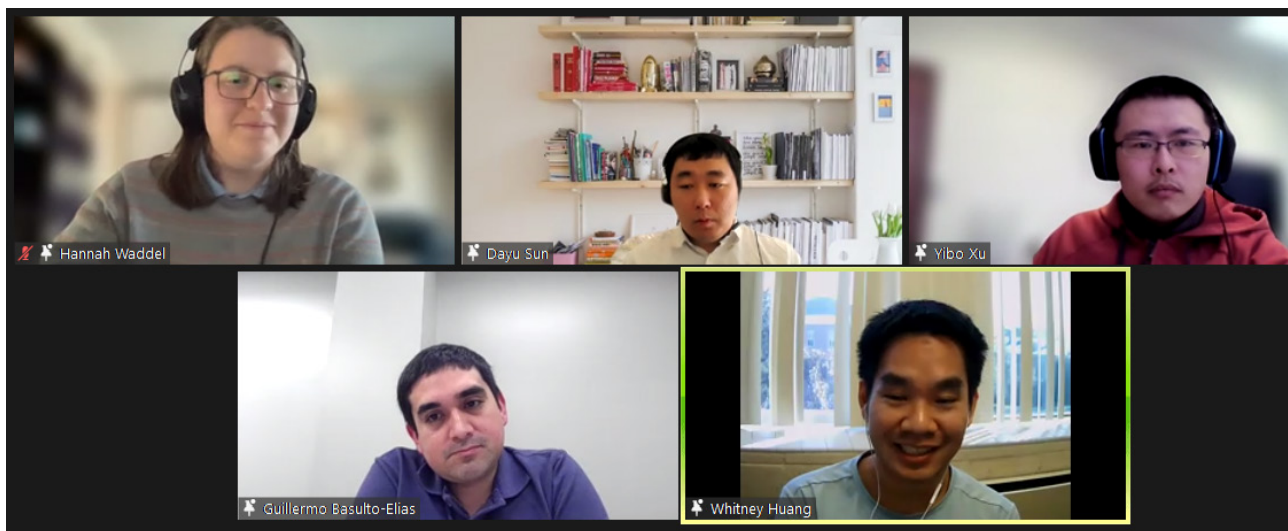 Hannah Waddel
Dayu Sun
Yibo Xu
Guillermo Basulto-Elias
Whitney Huang